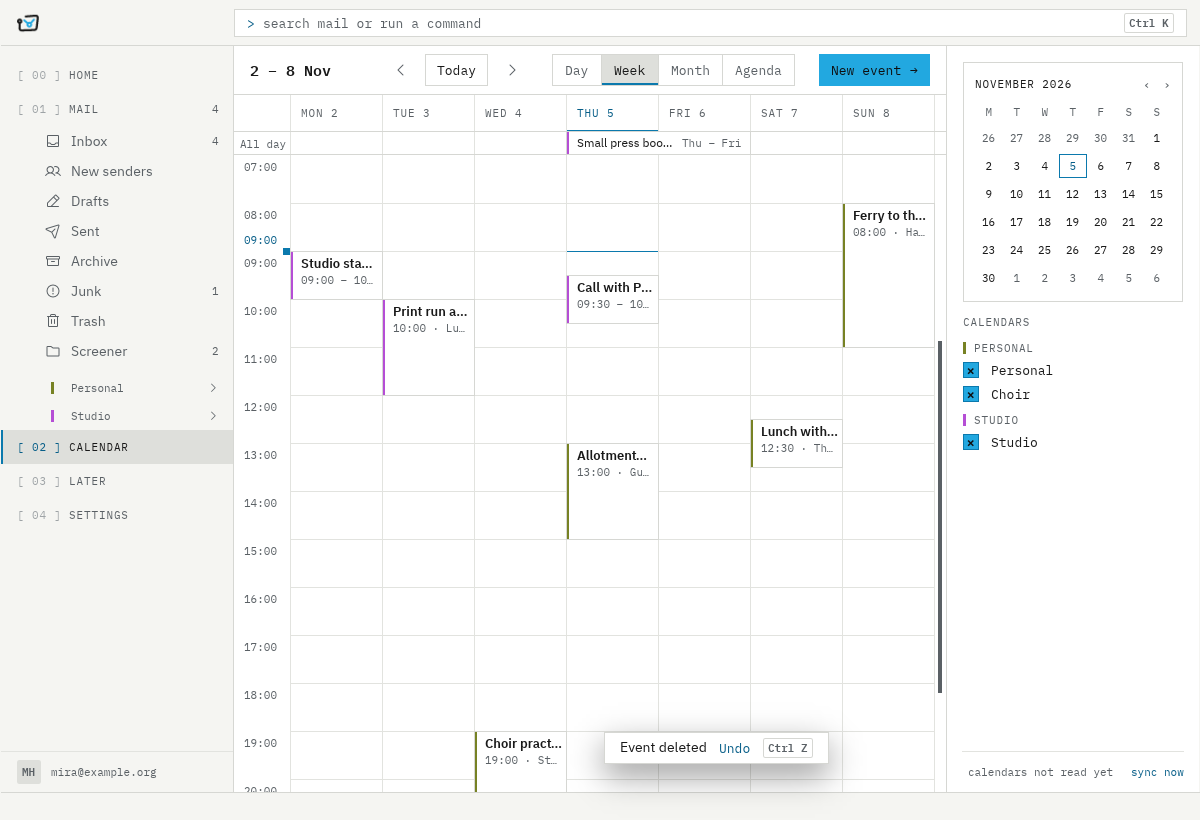 > search mail or run a command Ctrl K
[ 00 ] HOME
[ 01 ] MAIL 4
Inbox 4
New senders
Drafts
Sent
Archive
Junk 1
Trash
Screener 2
Personal
Studio
[ 02 ] CALENDAR
[ 03 ] LATER
[ 04 ] SETTINGS
MH mira@example.org
2 – 8 Nov Today Day Week Month Agenda New event →
MON 2 TUE 3 WED 4 THU 5 FRI 6 SAT 7 SUN 8
All day Small press boo… Thu – Fri
07:00
08:00
09:00
09:00
10:00
11:00
12:00
13:00
14:00
15:00
16:00
17:00
18:00
19:00
20:00
Studio sta…
09:00 – 10…
Print run a…
10:00 · Lu…
Choir pract…
19:00 · St…
Call with P…
09:30 – 10…
Allotment…
13:00 · Gu…
Lunch with…
12:30 · Th…
Ferry to th…
08:00 · Ha…
Event deleted Undo Ctrl Z
NOVEMBER 2026 ‹ ›
M T W T F S S
26 27 28 29 30 31 1
2 3 4 5 6 7 8
9 10 11 12 13 14 15
16 17 18 19 20 21 22
23 24 25 26 27 28 29
30 1 2 3 4 5 6
CALENDARS
PERSONAL
× Personal
× Choir
STUDIO
× Studio
calendars not read yet sync now